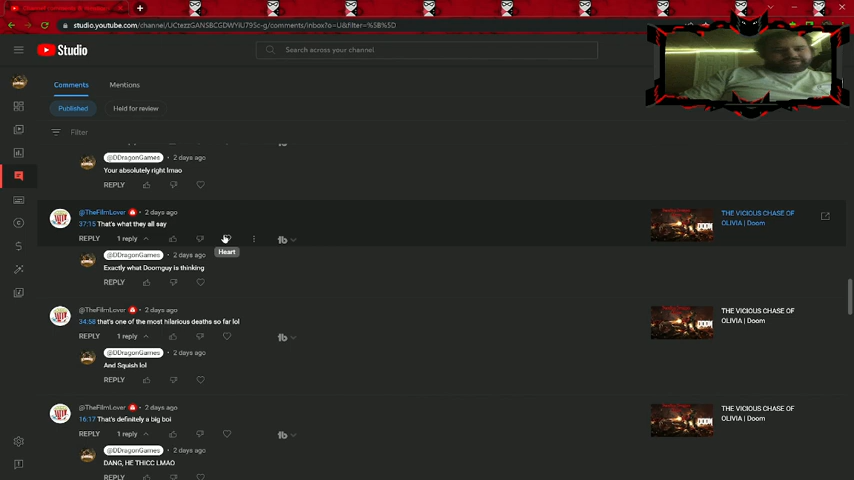 studio.youtube.com/channel/UCtezzGANSBCGDWYIU795c-g/comments/inbox?o=U&filter=%5B%5D
Studio
Search across your channel
Comments
Mentions
Published
Held for review
Filter
@DDragonGames • 2 days ago
Your absolutely right lmao
REPLY
@TheFilmLover • 2 days ago
37:15 That's what they all say
REPLY 1 reply
Heart
THE VICIOUS CHASE OF
OLIVIA | Doom
@DDragonGames • 2 days ago
Exactly what Doomguy is thinking
REPLY
@TheFilmLover • 2 days ago
34:58 that's one of the most hilarious deaths so far lol
REPLY 1 reply
THE VICIOUS CHASE OF
OLIVIA | Doom
@DDragonGames • 2 days ago
And Squish lol
REPLY
@TheFilmLover • 2 days ago
16:17 That's definitely a big boi
REPLY 1 reply
THE VICIOUS CHASE OF
OLIVIA | Doom
@DDragonGames • 2 days ago
DANG, HE THICC LMAO